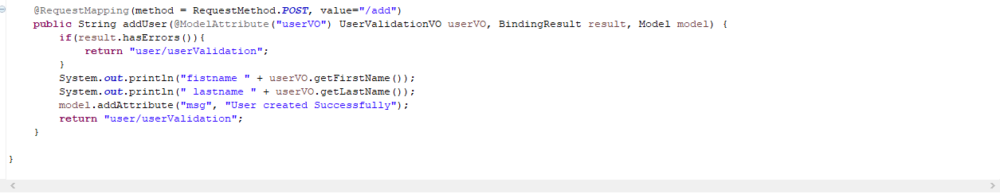 @RequestMapping(method = RequestMethod.POST, value="/add")
public String addUser(@ModelAttribute("userVO") UserValidationVO userVO, BindingResult result, Model model) {
if(result.hasErrors()){
return "user/userValidation";
}
System.out.println("fistname " + userVO.getFirstName());
System.out.println(" lastname " + userVO.getLastName());
model.addAttribute("msg", "User created Successfully");
return "user/userValidation";
}
}